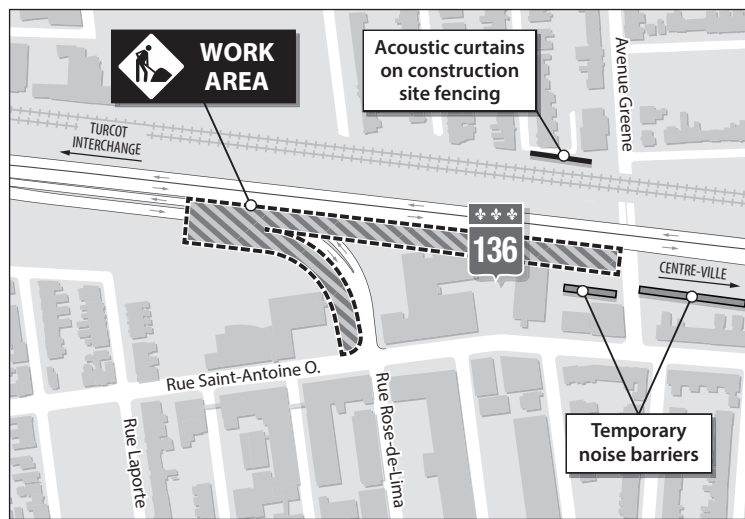 WORK
AREA
Acoustic curtains
on construction
site fencing
Avenue Greene
TURCOT
INTERCHANGE
136
CENTRE-VILLE
Rue Saint-Antoine O.
Rue Laporte
Rue Rose-de-Lima
Temporary
noise barriers